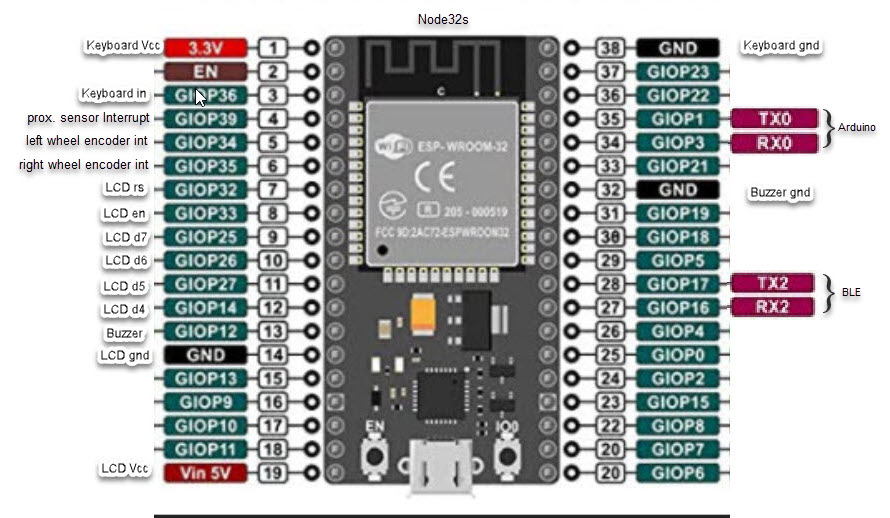 Node32s
Keyboard Vcc 3.3V 1 38 GND Keyboard gnd
EN 2 37 GIOP23
Keyboard in GIOP36 3 36 GIOP22
prox. sensor Interrupt GIOP39 4 35 GIOP1 TX0
Arduino
left wheel encoder int GIOP34 5 34 GIOP3 RX0
right wheel encoder int GIOP35 6 33 GIOP21
LCD rs GIOP32 7 32 GND Buzzer gnd
LCD en GIOP33 8 31 GIOP19
LCD d7 GIOP25 9 30 GIOP18
LCD d6 GIOP26 10 29 GIOP5
LCD d5 GIOP27 11 28 GIOP17 TX2
BLE
LCD d4 GIOP14 12 27 GIOP16 RX2
Buzzer GIOP12 13 26 GIOP4
LCD gnd GND 14 25 GIOP0
GIOP13 15 24 GIOP2
GIOP9 16 23 GIOP15
GIOP10 17 22 GIOP8
GIOP11 18 20 GIOP7
LCD Vcc Vin 5V 19 20 GIOP6
C
WiFi ESP-WROOM-32
CE
R 205-000519
FCC 9D:2AC72-ESPWROON32
EN IO0